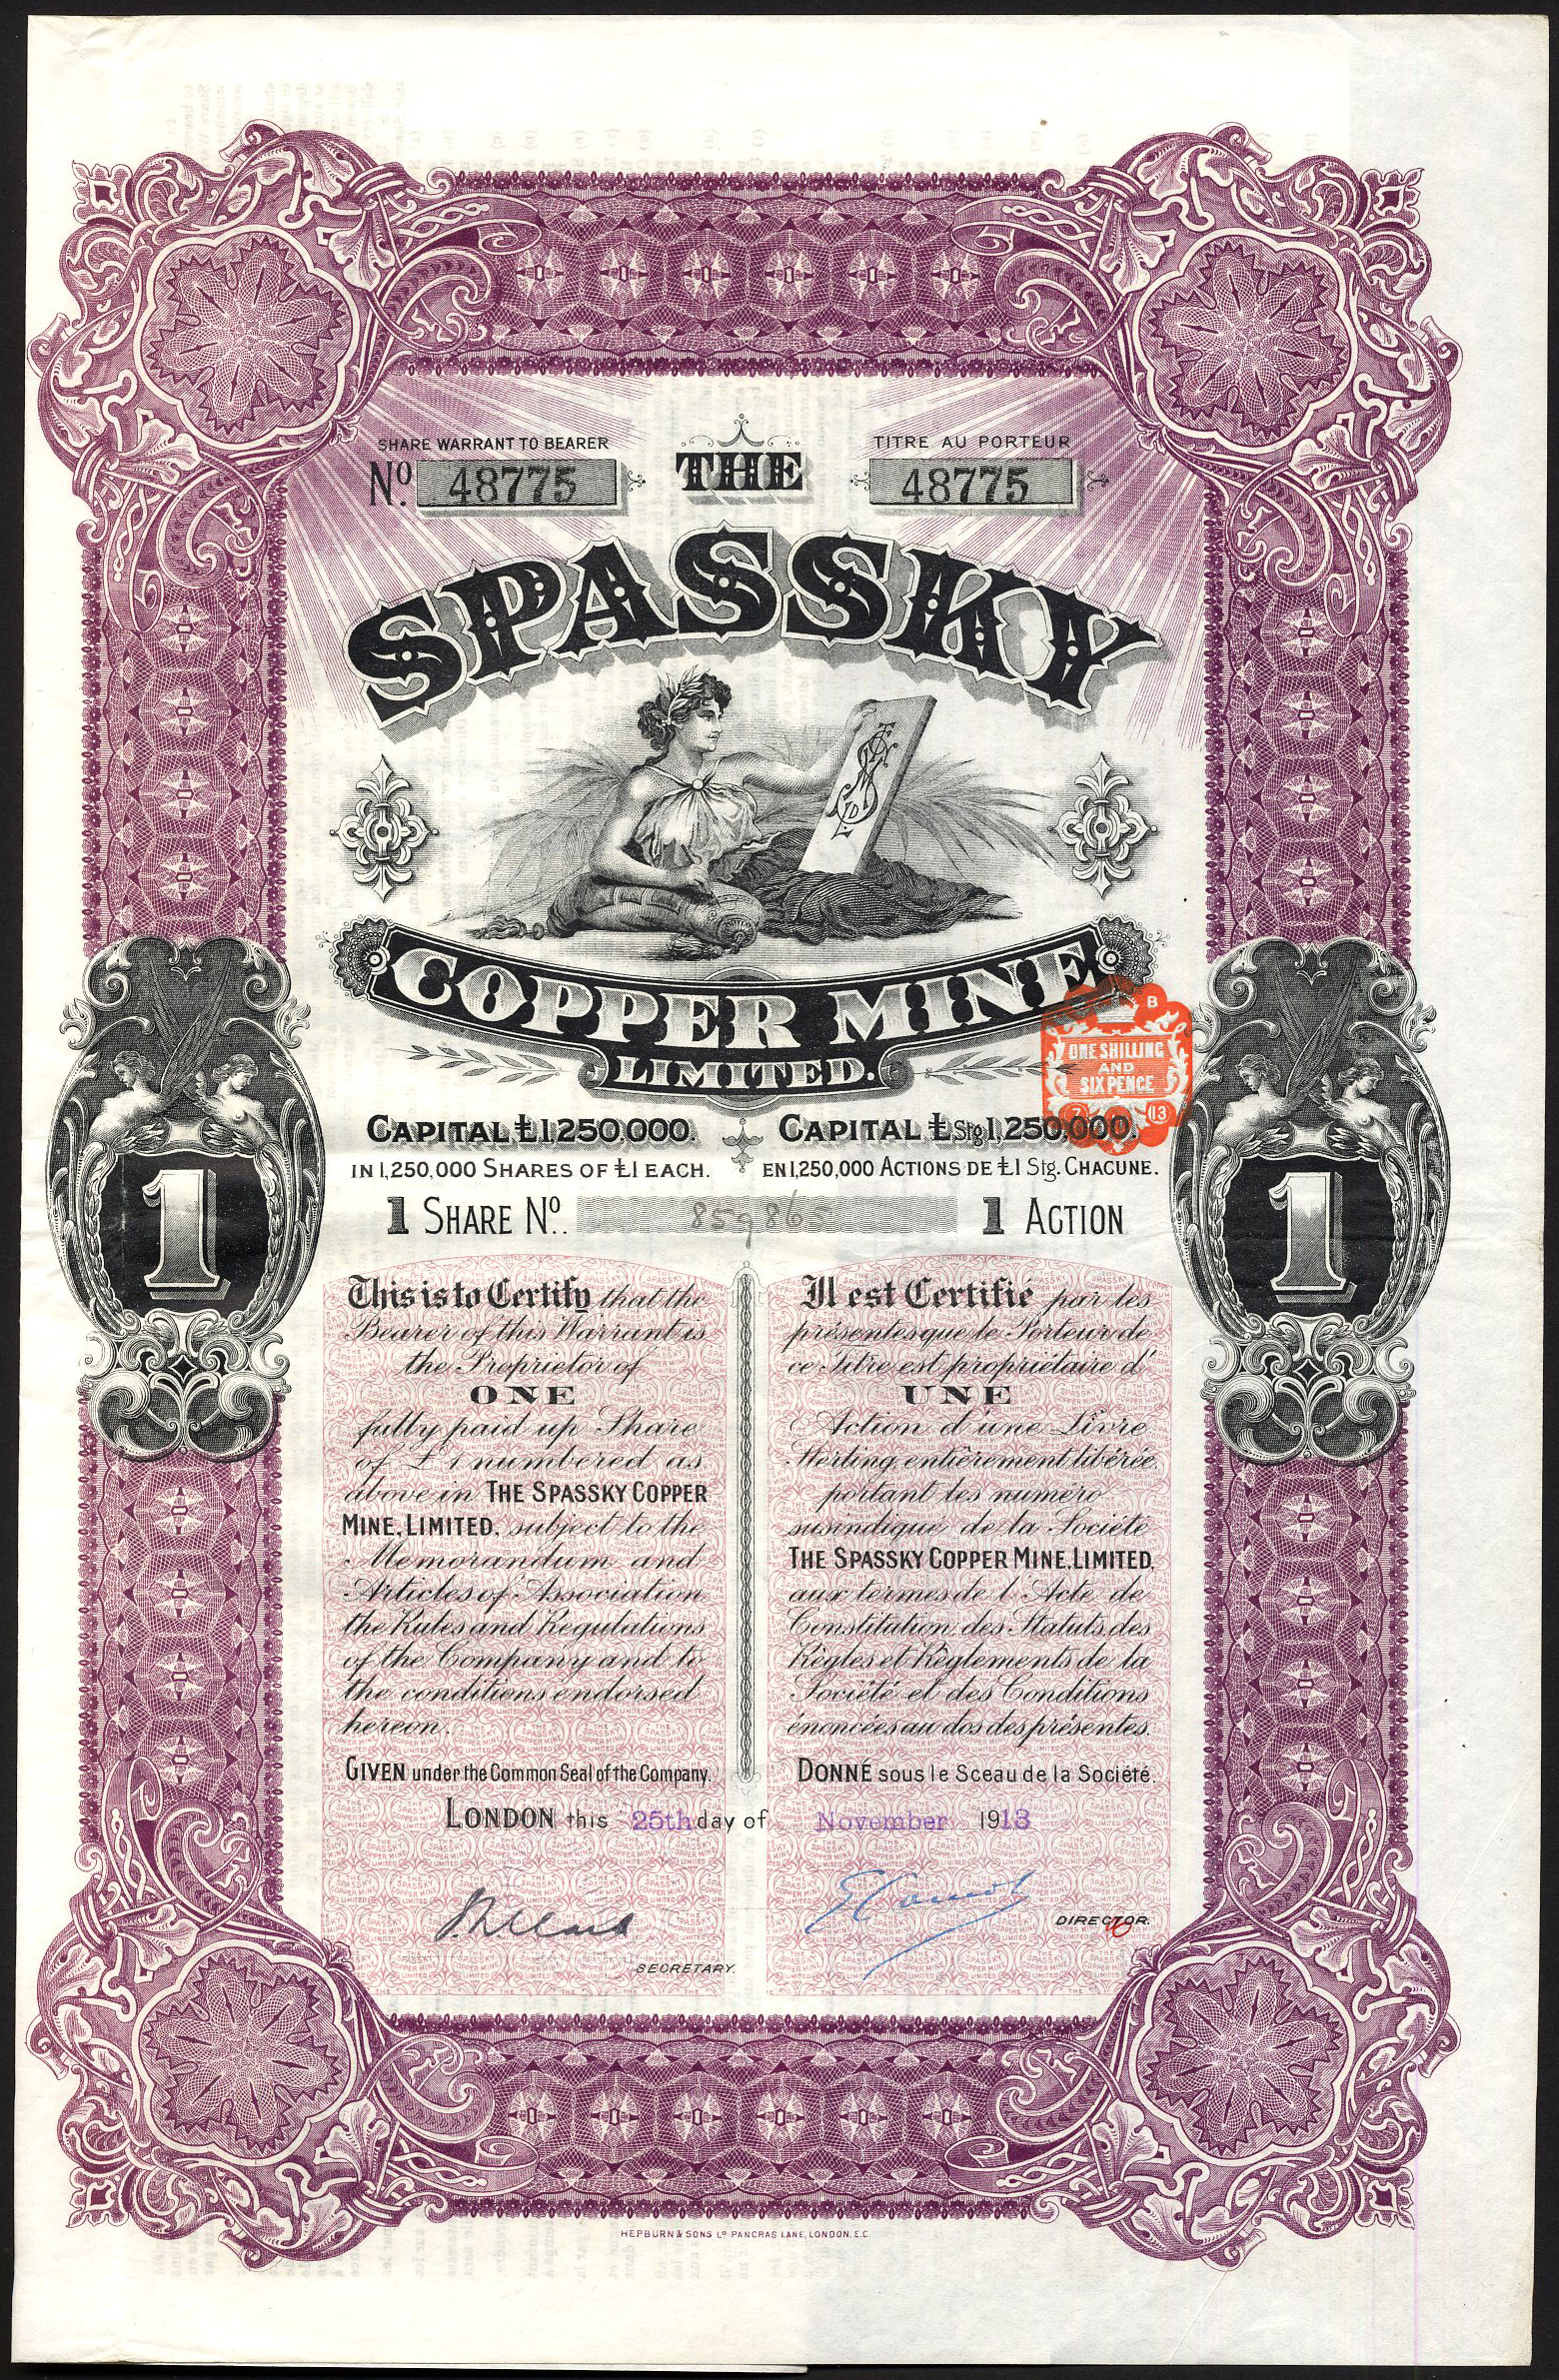 SHARE WARRANT TO BEARER
Nº. 48775
THE
TITRE AU PORTEUR
48775
SPASSKY
COPPER MINE
LIMITED.
B
ONE SHILLING
AND
SIX PENCE
7 13
CAPITAL £1,250,000.
IN 1,250,000 SHARES OF £1 EACH.
CAPITAL £ Stg 1,250,000.
EN 1,250,000 ACTIONS DE £1 Stg. CHACUNE.
1 SHARE Nº. 859865 1 ACTION
1
1
This is to Certify that the
Bearer of this Warrant is
the Proprietor of
ONE
fully paid up Share
of £1 numbered as
above in THE SPASSKY COPPER
MINE, LIMITED, subject to the
Memorandum and
Articles of Association
the Rules and Regulations
of the Company and to
the conditions endorsed
hereon.
GIVEN under the Common Seal of the Company.
Il est Certifié par les
présentes que le Porteur de
ce Titre est propriétaire d'
UNE
Action d'une Livre
Sterling entièrement libérée,
portant les numéro
susindiqué de la Société
THE SPASSKY COPPER MINE, LIMITED,
aux termes de l'Acte de
Constitution, des Statuts, des
Règles et Règlements de la
Société et des Conditions
énoncées au dos des présentes.
DONNÉ sous le Sceau de la Société.
LONDON this 25th day of November 1913
SECRETARY.
DIRECTOR.
HEPBURN & SONS LD PANCRAS LANE, LONDON. E.C.